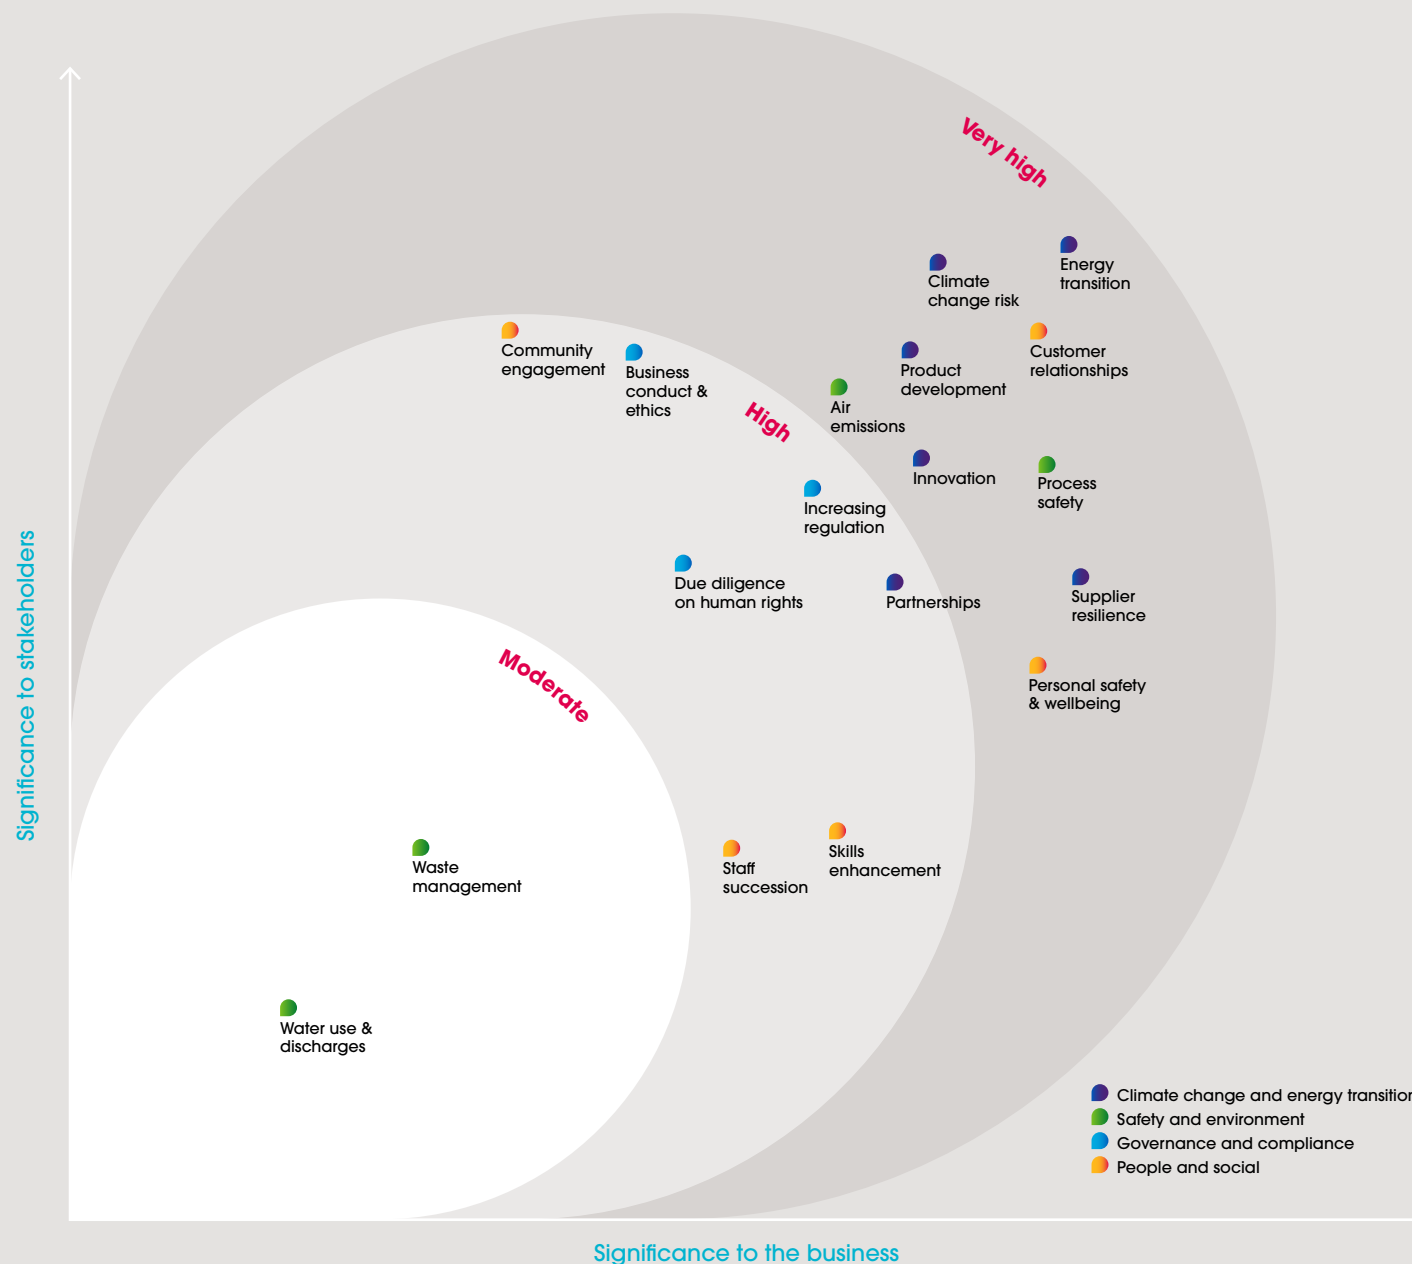 Very high
Energy
transition
Climate
change risk
Community
engagement
Business
conduct &
ethics
Customer
relationships
Product
development
High
Air
emissions
Innovation
Process
safety
Increasing
regulation
Due diligence
on human rights
Partnerships
Supplier
resilience
Significance to stakeholders
Moderate
Personal safety
& wellbeing
Waste
management
Staff
succession
Skills
enhancement
Water use &
discharges
Climate change and energy transition
Safety and environment
Governance and compliance
People and social
Significance to the business